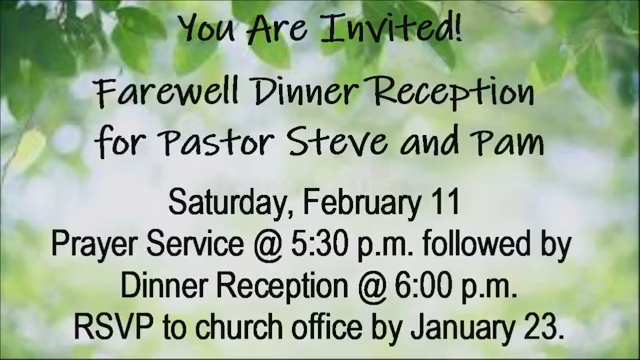 You Are Invited!
Farewell Dinner Reception
for Pastor Steve and Pam
Saturday, February 11
Prayer Service @ 5:30 p.m. followed by
Dinner Reception @ 6:00 p.m.
RSVP to church office by January 23.